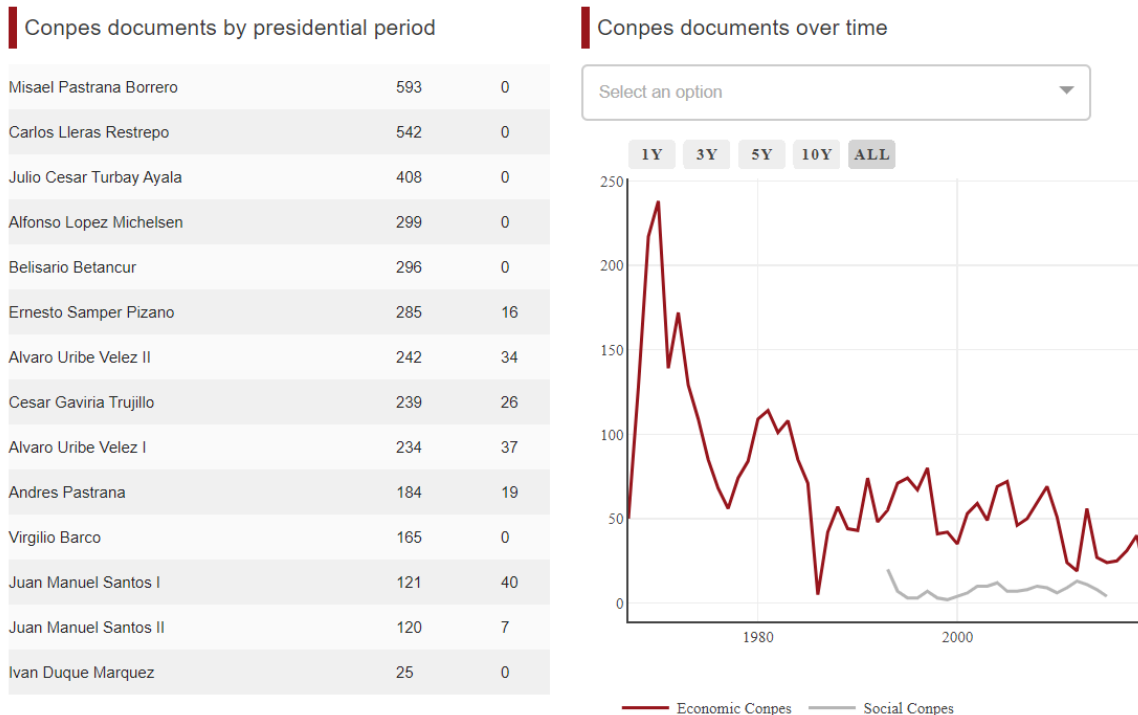 Conpes documents by presidential period
Misael Pastrana Borrero 593 0
Carlos Lleras Restrepo 542 0
Julio Cesar Turbay Ayala 408 0
Alfonso Lopez Michelsen 299 0
Belisario Betancur 296 0
Ernesto Samper Pizano 285 16
Alvaro Uribe Velez II 242 34
Cesar Gaviria Trujillo 239 26
Alvaro Uribe Velez I 234 37
Andres Pastrana 184 19
Virgilio Barco 165 0
Juan Manuel Santos I 121 40
Juan Manuel Santos II 120 7
Ivan Duque Marquez 25 0
Conpes documents over time
Select an option
1Y 3Y 5Y 10Y ALL
250
200
150
100
50
0
1980 2000
Economic Conpes Social Conpes